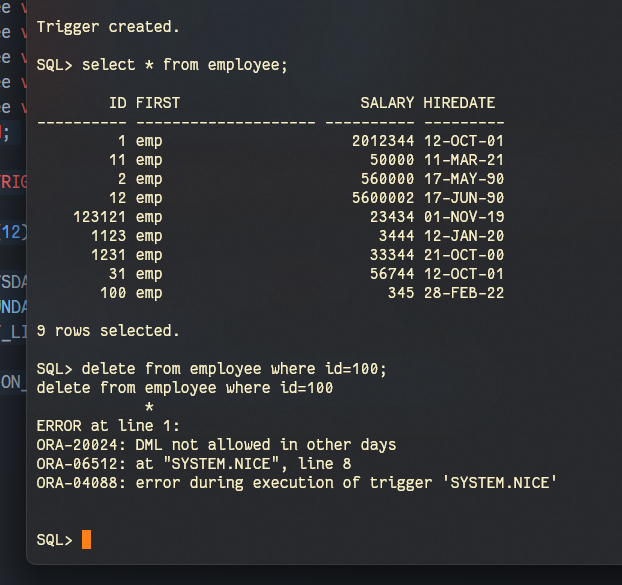 Trigger created.
SQL> select * from employee;
ID FIRST SALARY HIREDATE
---------- -------------------- ---------- ---------
1 emp 2012344 12-OCT-01
11 emp 50000 11-MAR-21
2 emp 560000 17-MAY-90
12 emp 5600002 17-JUN-90
123121 emp 23434 01-NOV-19
1123 emp 3444 12-JAN-20
1231 emp 33344 21-OCT-00
31 emp 56744 12-OCT-01
100 emp 345 28-FEB-22
9 rows selected.
SQL> delete from employee where id=100;
delete from employee where id=100
*
ERROR at line 1:
ORA-20024: DML not allowed in other days
ORA-06512: at "SYSTEM.NICE", line 8
ORA-04088: error during execution of trigger 'SYSTEM.NICE'
SQL>